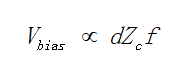 V_bias ∝ dZ_c f